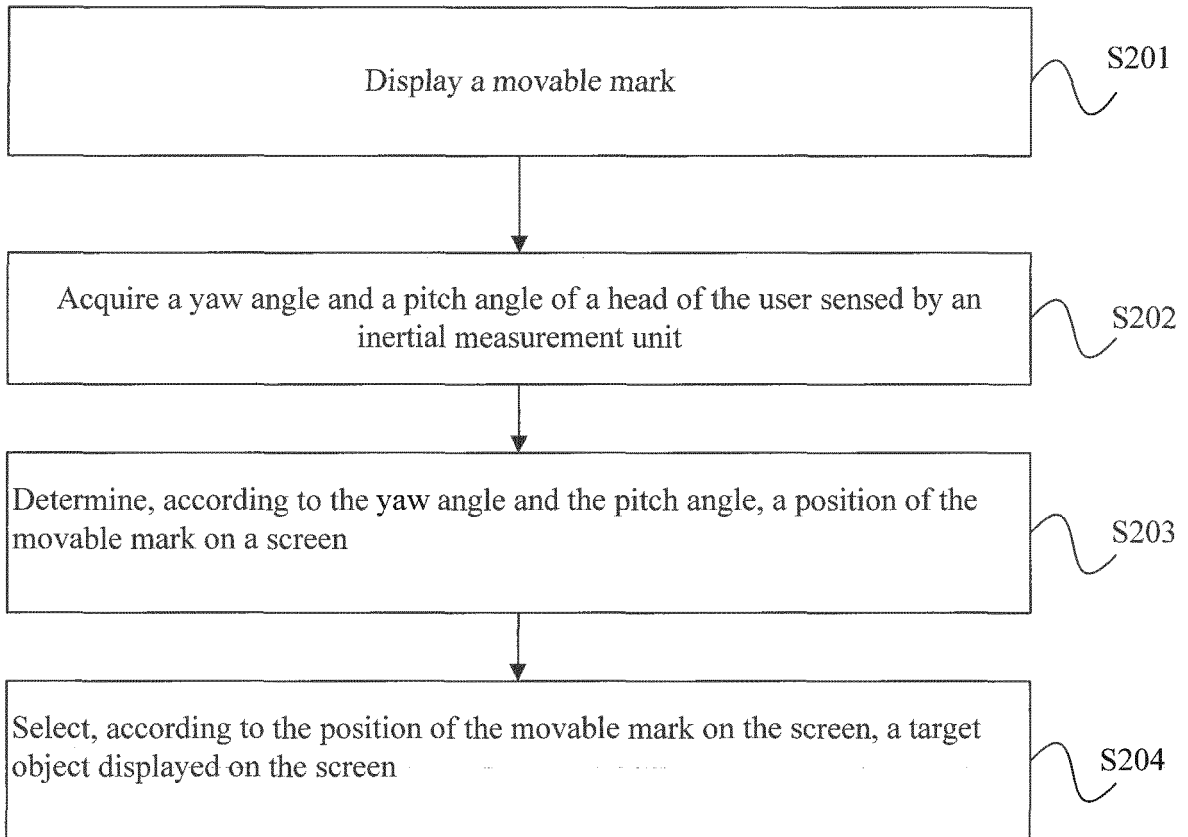 Display a movable mark
S201
Acquire a yaw angle and a pitch angle of a head of the user sensed by an
inertial measurement unit
S202
Determine, according to the yaw angle and the pitch angle, a position of the
movable mark on a screen
S203
Select, according to the position of the movable mark on the screen, a target
object displayed on the screen
S204